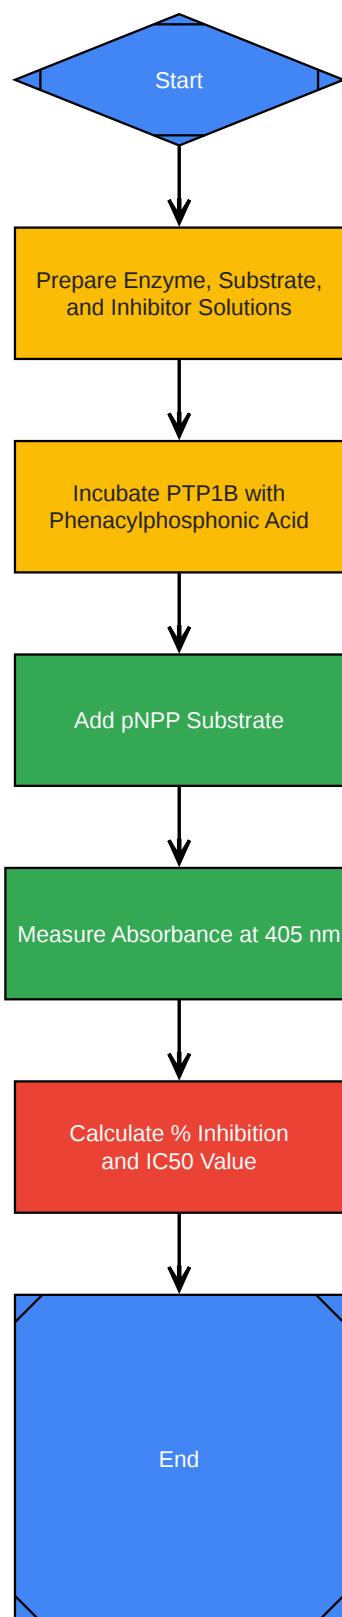 Start
Prepare Enzyme, Substrate,
and Inhibitor Solutions
Incubate PTP1B with
Phenacylphosphonic Acid
Add pNPP Substrate
Measure Absorbance at 405 nm
Calculate % Inhibition
and IC50 Value
End